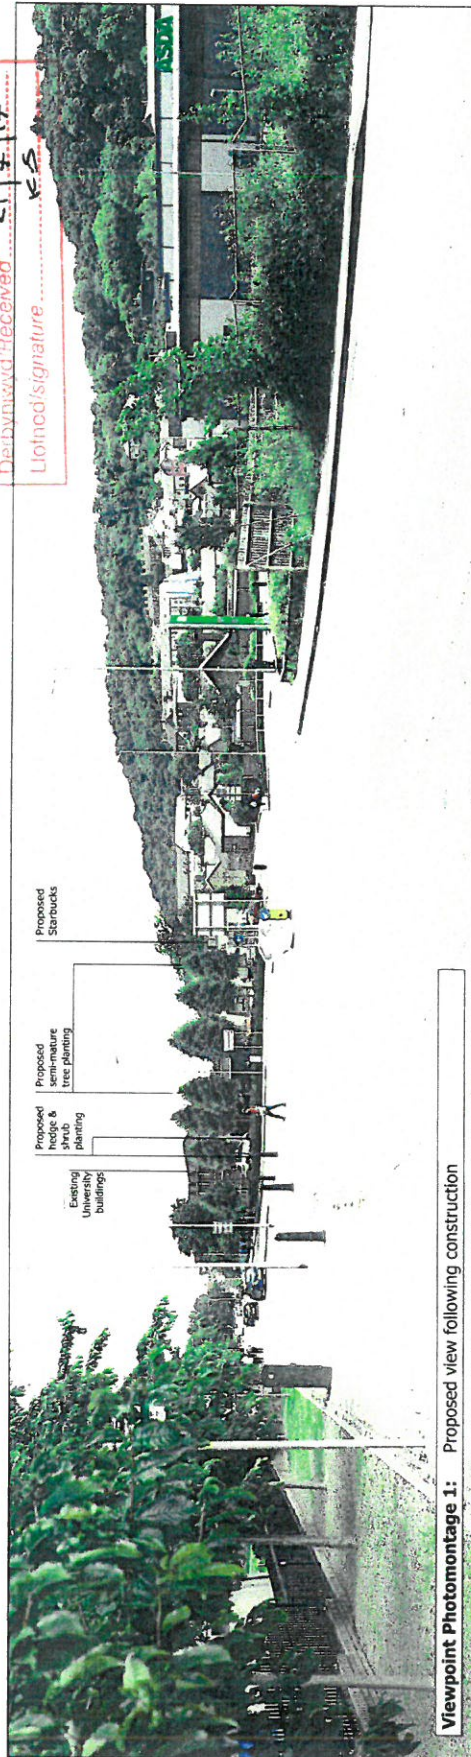 Derbyniwyd/Received
Llofnod/signature
KS
Proposed
Starbucks
Proposed
semi-mature
tree planting
Proposed
hedge &
shrub
planting
Existing
University
buildings
ASDA
Viewpoint Photomontage 1: Proposed view following construction